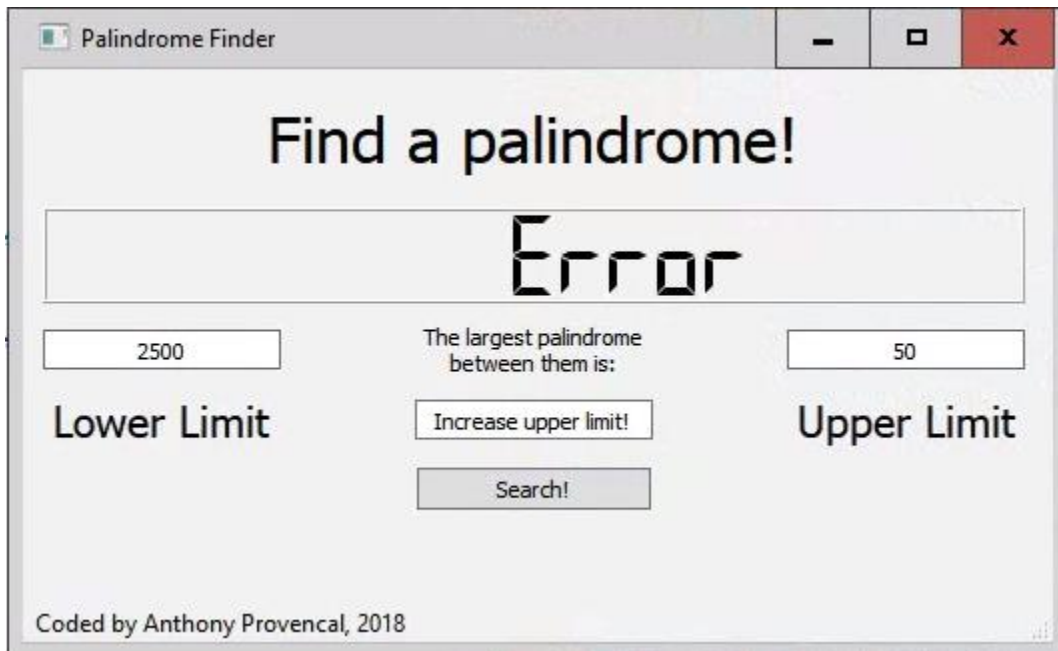 Palindrome Finder
Find a palindrome!
Error
2500
The largest palindrome
between them is:
50
Lower Limit
Increase upper limit!
Upper Limit
Search!
Coded by Anthony Provencal, 2018